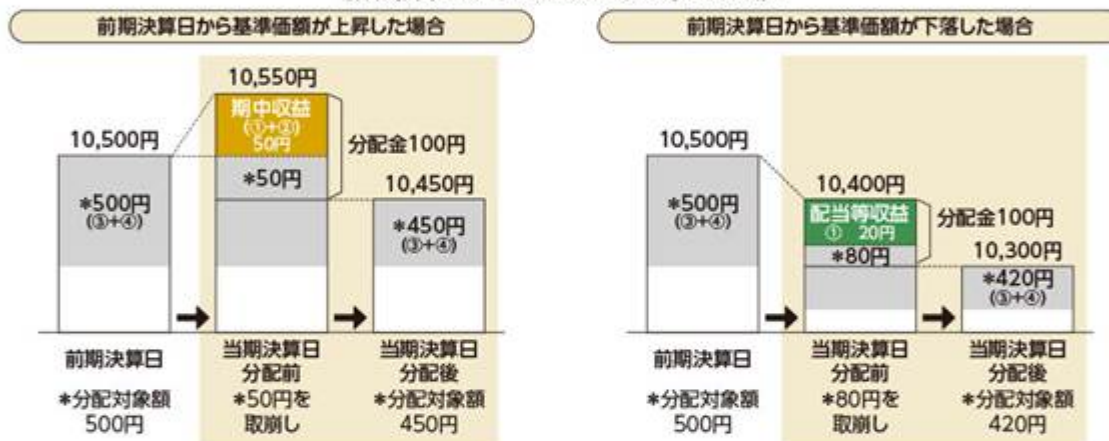 前期決算日から基準価額が上昇した場合
10,550円
期中収益
(①+②)
50円
10,500円
分配金100円
*50円
10,450円
*500円
(③+④)
*450円
(③+④)
前期決算日
当期決算日
分配前
当期決算日
分配後
*分配対象額
500円
*50円を
取崩し
*分配対象額
450円
前期決算日から基準価額が下落した場合
10,500円
10,400円
*500円
(③+④)
配当等収益
① 20円
分配金100円
*80円
10,300円
*420円
(③+④)
前期決算日
当期決算日
分配前
当期決算日
分配後
*分配対象額
500円
*80円を
取崩し
*分配対象額
420円